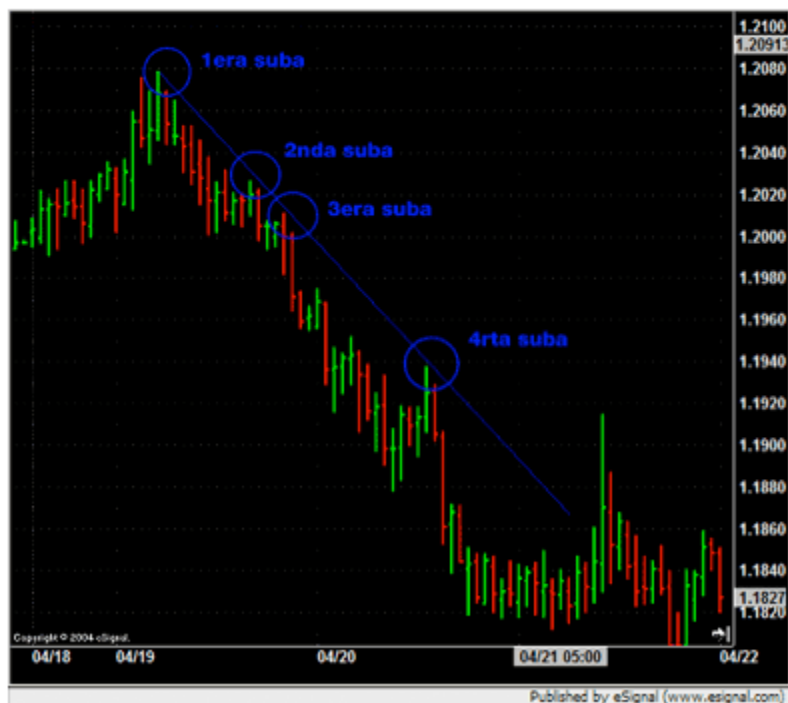 1.2100
1.20913
1era suba
1.2080
1.2060
2nda suba
1.2040
3era suba
1.2020
1.2000
1.1980
1.1960
4rta suba
1.1940
1.1920
1.1900
1.1880
1.1860
1.1840
1.1827
1.1820
Copyright © 2004 eSignal.
04/18 04/19 04/20 04/21 05:00 04/22
Published by eSignal (www.esignal.com)